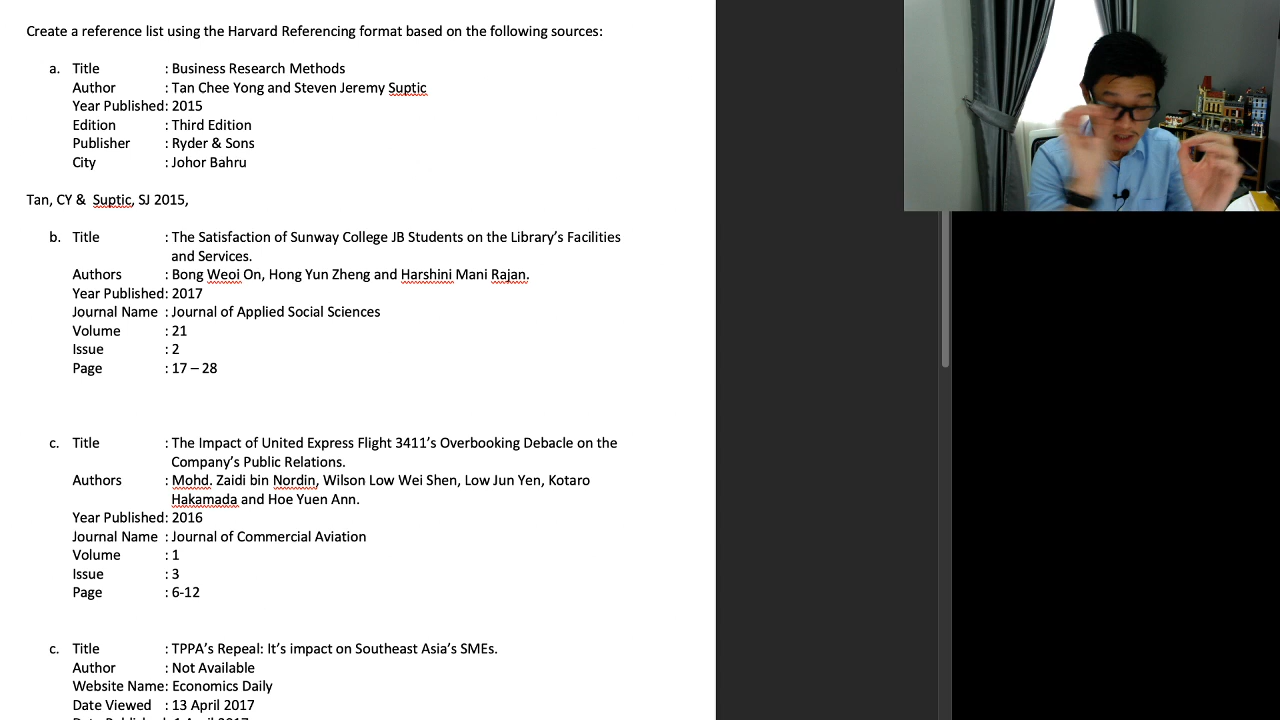 Create a reference list using the Harvard Referencing format based on the following sources:
a. Title : Business Research Methods
Author : Tan Chee Yong and Steven Jeremy Suptic
Year Published: 2015
Edition : Third Edition
Publisher : Ryder & Sons
City : Johor Bahru
Tan, CY & Suptic, SJ 2015,
b. Title : The Satisfaction of Sunway College JB Students on the Library's Facilities
and Services.
Authors : Bong Weoi On, Hong Yun Zheng and Harshini Mani Rajan.
Year Published: 2017
Journal Name : Journal of Applied Social Sciences
Volume : 21
Issue : 2
Page : 17 – 28
c. Title : The Impact of United Express Flight 3411's Overbooking Debacle on the
Company's Public Relations.
Authors : Mohd. Zaidi bin Nordin, Wilson Low Wei Shen, Low Jun Yen, Kotaro
Hakamada and Hoe Yuen Ann.
Year Published: 2016
Journal Name : Journal of Commercial Aviation
Volume : 1
Issue : 3
Page : 6-12
c. Title : TPPA's Repeal: It's impact on Southeast Asia's SMEs.
Author : Not Available
Website Name: Economics Daily
Date Viewed : 13 April 2017